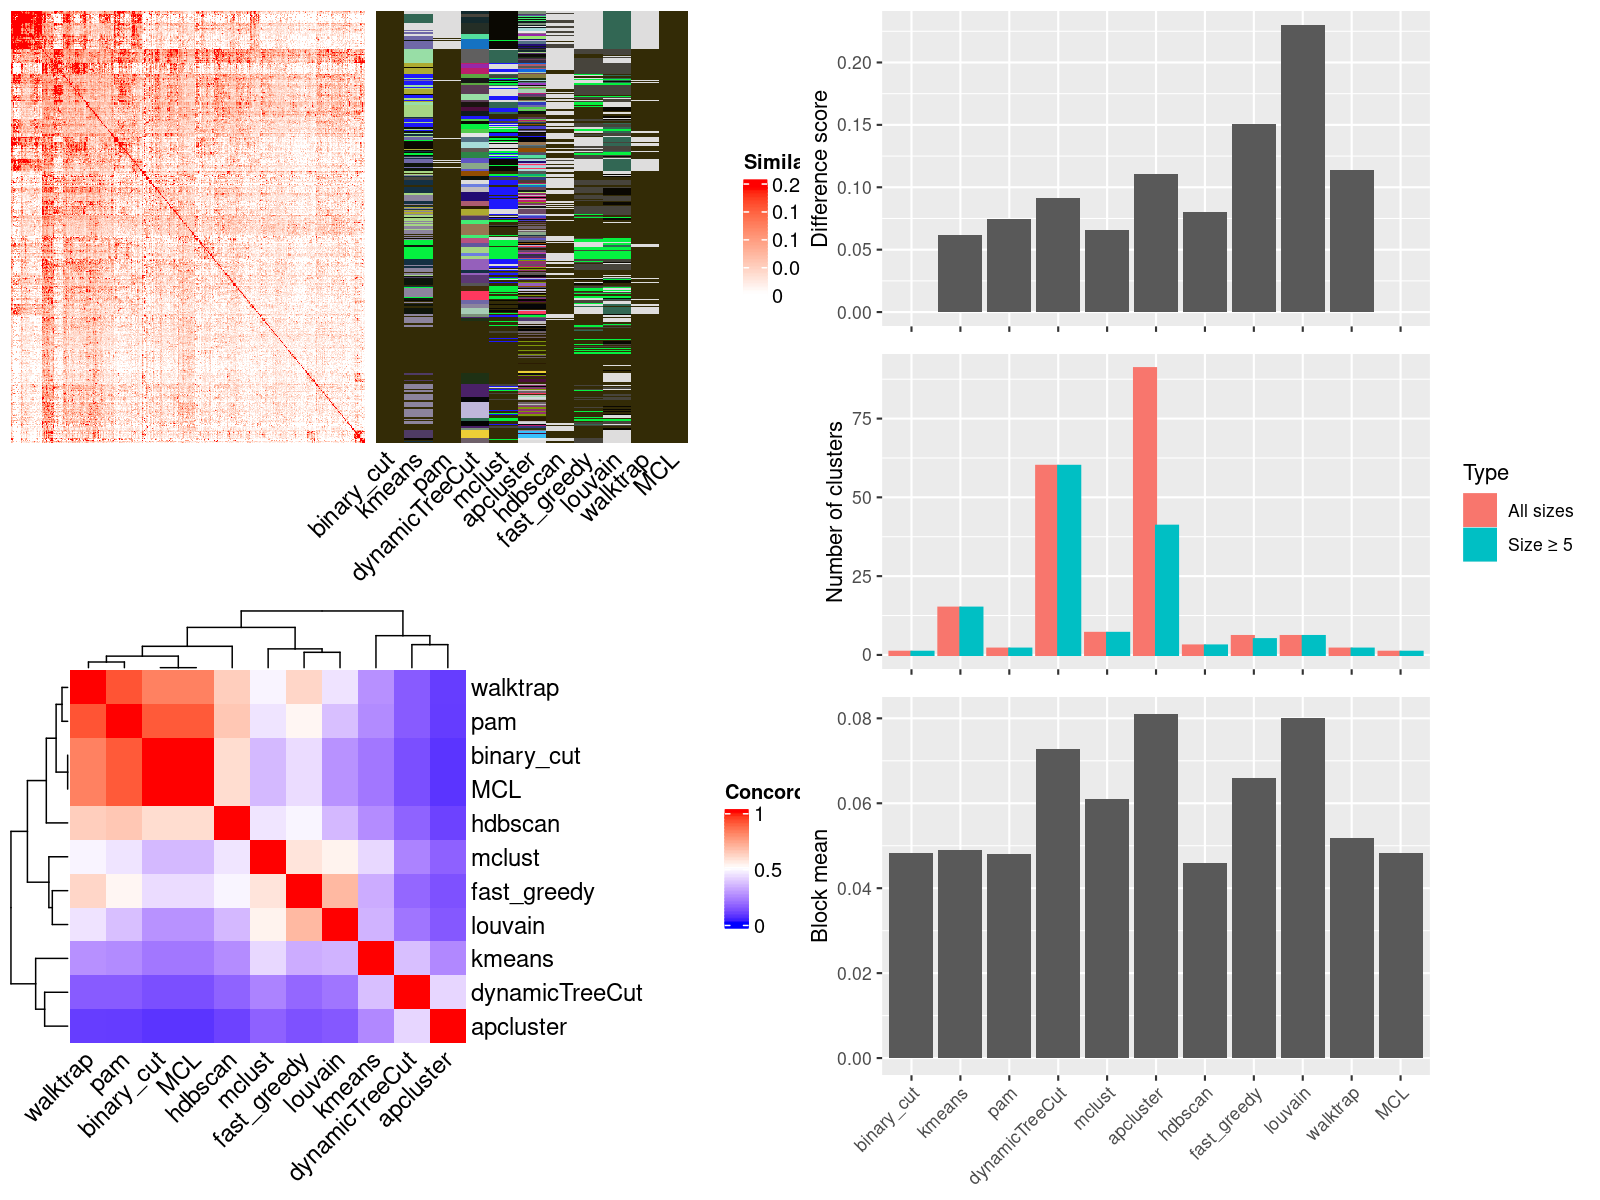 Simila
0.2
0.1
0.1
0.0
0
binary_cut
kmeans
pam
dynamicTreeCut
mclust
apcluster
hdbscan
fast_greedy
louvain
walktrap
MCL
Difference score
0.20
0.15
0.10
0.05
0.00
Number of clusters
75
50
25
0
Type
All sizes
Size ≥ 5
walktrap
pam
binary_cut
MCL
hdbscan
mclust
fast_greedy
louvain
kmeans
dynamicTreeCut
apcluster
walktrap
pam
binary_cut
MCL
hdbscan
mclust
fast_greedy
louvain
kmeans
dynamicTreeCut
apcluster
Concord
1
0.5
0
Block mean
0.08
0.06
0.04
0.02
0.00
binary_cut
kmeans
pam
dynamicTreeCut
mclust
apcluster
hdbscan
fast_greedy
louvain
walktrap
MCL